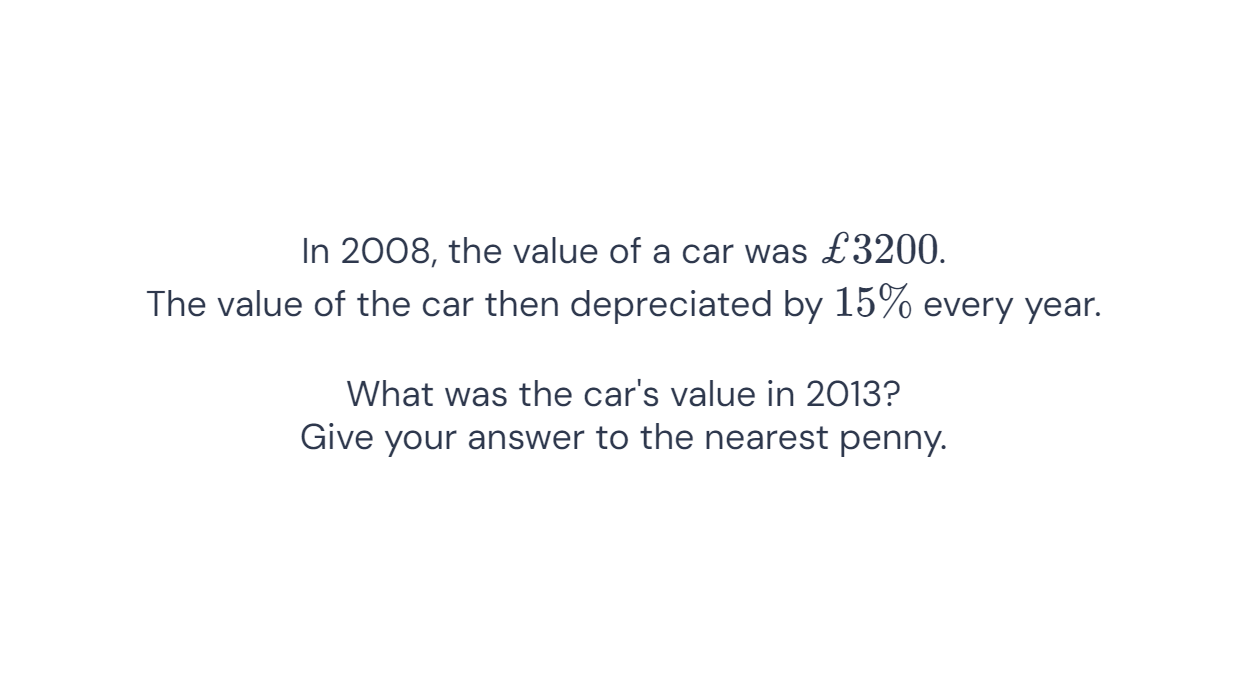 In 2008, the value of a car was £3200.
The value of the car then depreciated by 15% every year.
What was the car's value in 2013?
Give your answer to the nearest penny.